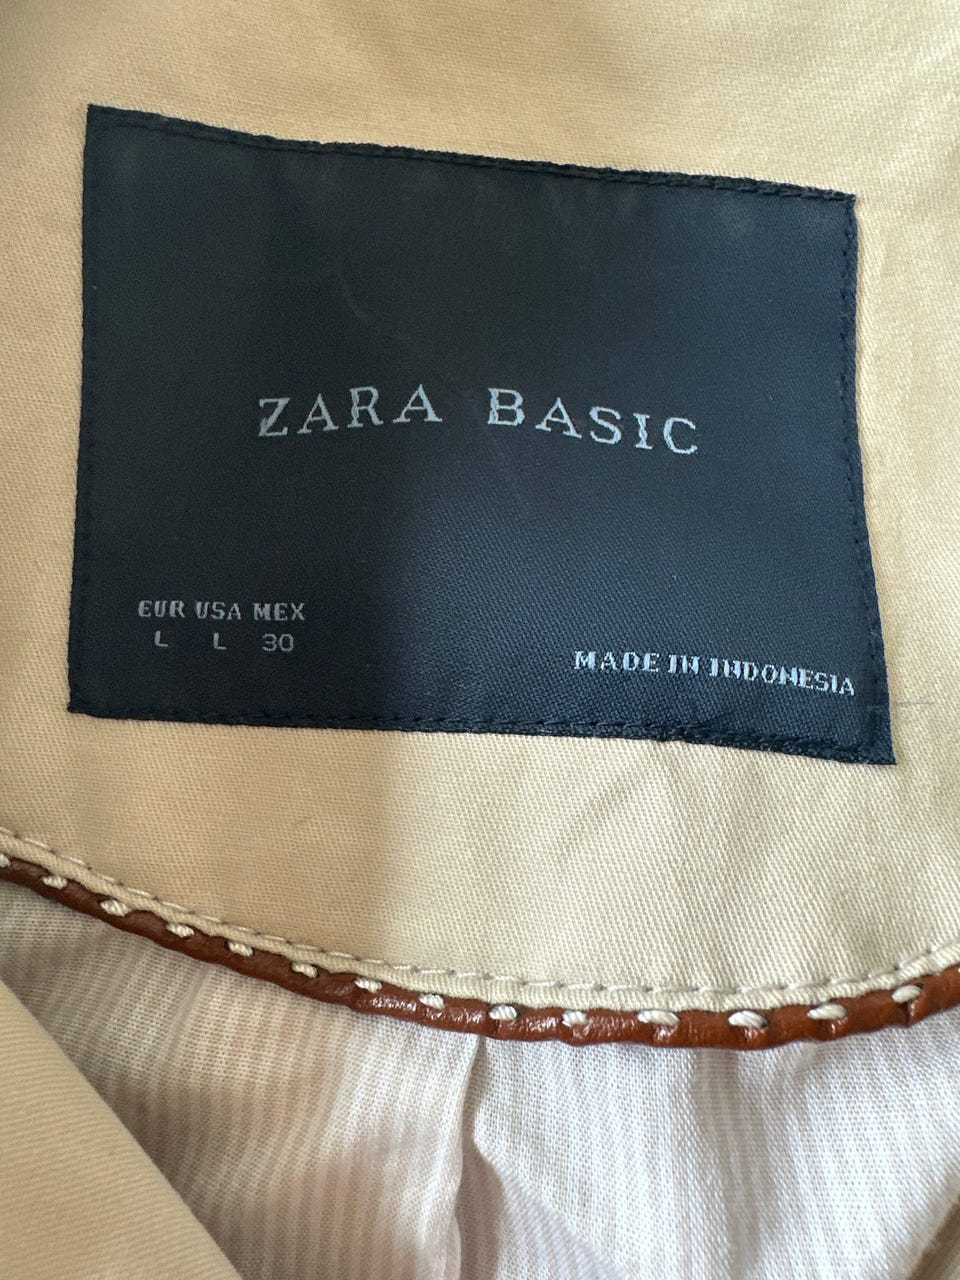 ZARA BASIC
EUR USA MEX
L L 30
MADE IN INDONESIA